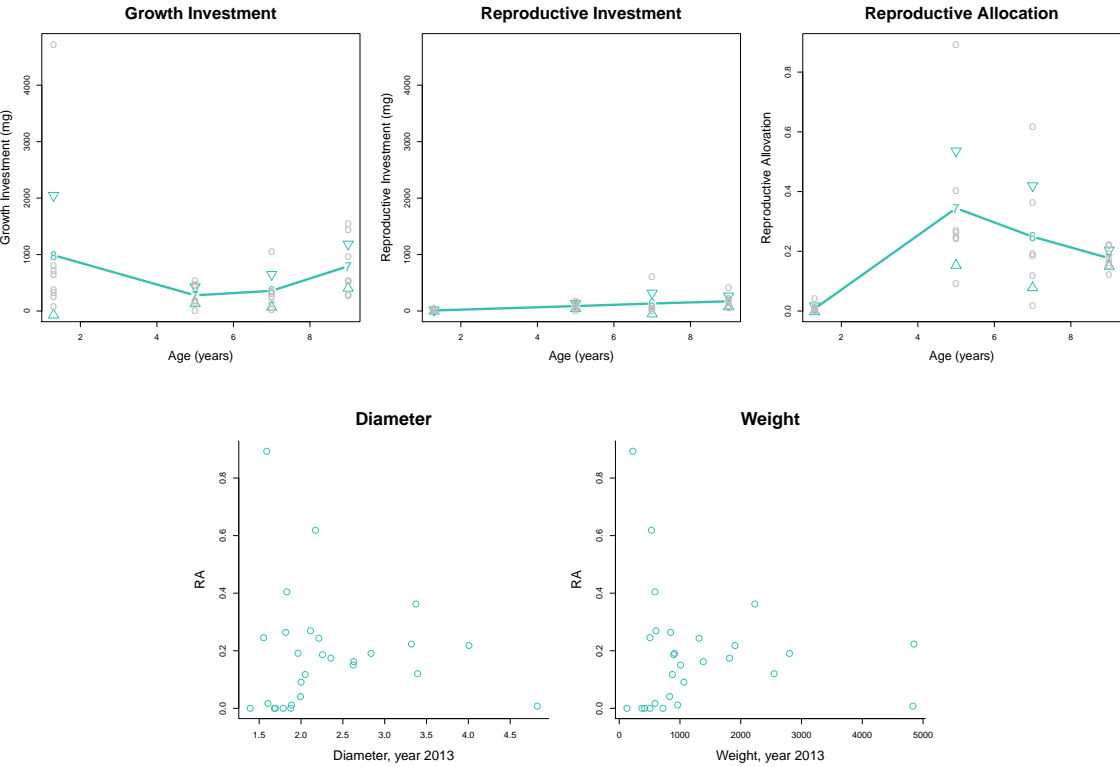 Growth Investment
Growth Investment (mg)
4000
3000
2000
1000
0
8
7
6
7
2 4 6 8
Age (years)
Reproductive Investment
Reproductive Investment (mg)
4000
3000
2000
1000
0
2 4 6 8
Age (years)
Reproductive Allocation
Reproductive Allovation
0.8
0.6
0.4
0.2
0.0
7
6
2 4 6 8
Age (years)
Diameter
RA
0.8
0.6
0.4
0.2
0.0
1.5 2.0 2.5 3.0 3.5 4.0 4.5
Diameter, year 2013
Weight
RA
0.8
0.6
0.4
0.2
0.0
0 1000 2000 3000 4000 5000
Weight, year 2013